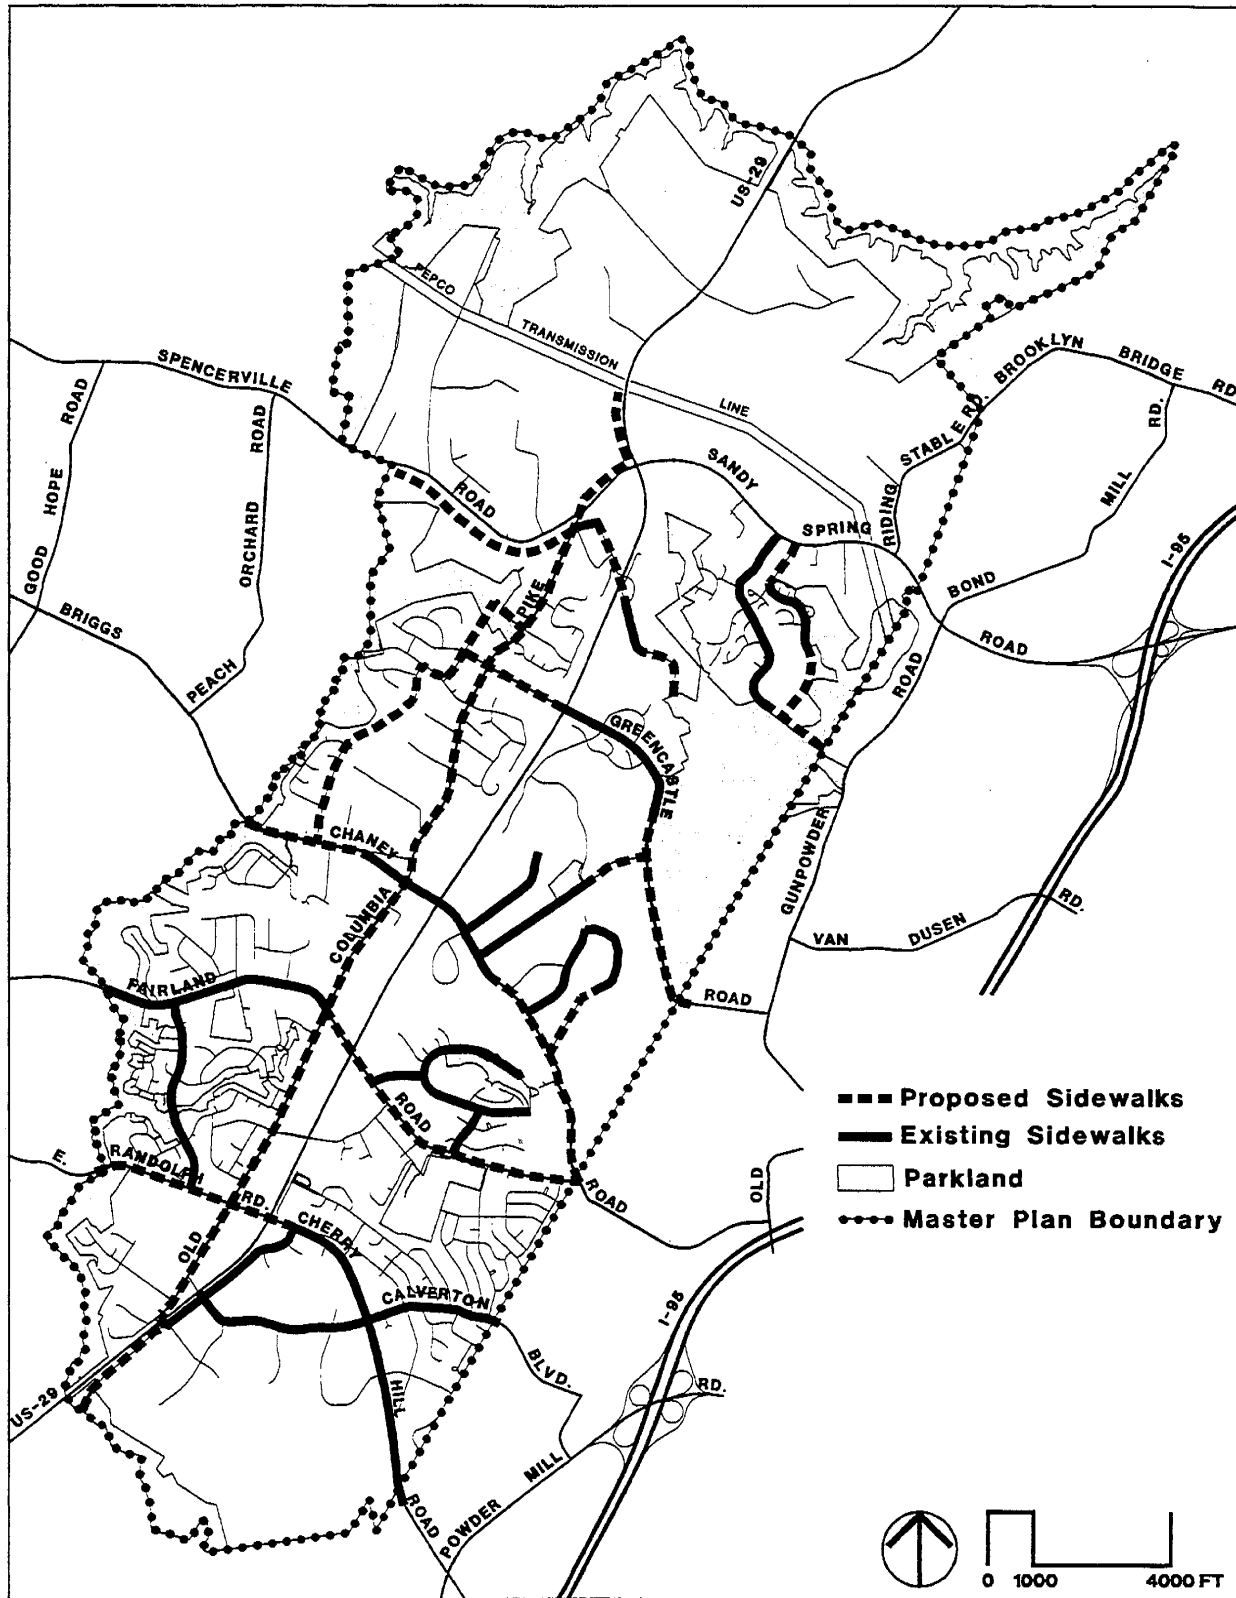 US-29
PEPCO
TRANSMISSION
LINE
SPENCERVILLE
ROAD
GOOD
HOPE
ROAD
ORCHARD
ROAD
PEACH
BRIGGS
CHANEY
SANDY
SPRING
ROAD
RIDING
STABLE RD.
BROOKLYN
BRIDGE
RD.
BOND
MILL
RD.
I-95
PIKE
COLUMBIA
OLD
GREENCASTLE
ROAD
GUNPOWDER
ROAD
VAN
DUSEN
RD.
FAIRLAND
ROAD
ROAD
OLD
E.
RANDOLPH
RD.
CHERRY
HILL
ROAD
CALVERTON
BLVD.
POWDER
MILL
RD.
I-95
US-29
Proposed Sidewalks
Existing Sidewalks
Parkland
Master Plan Boundary
0 1000 4000 FT